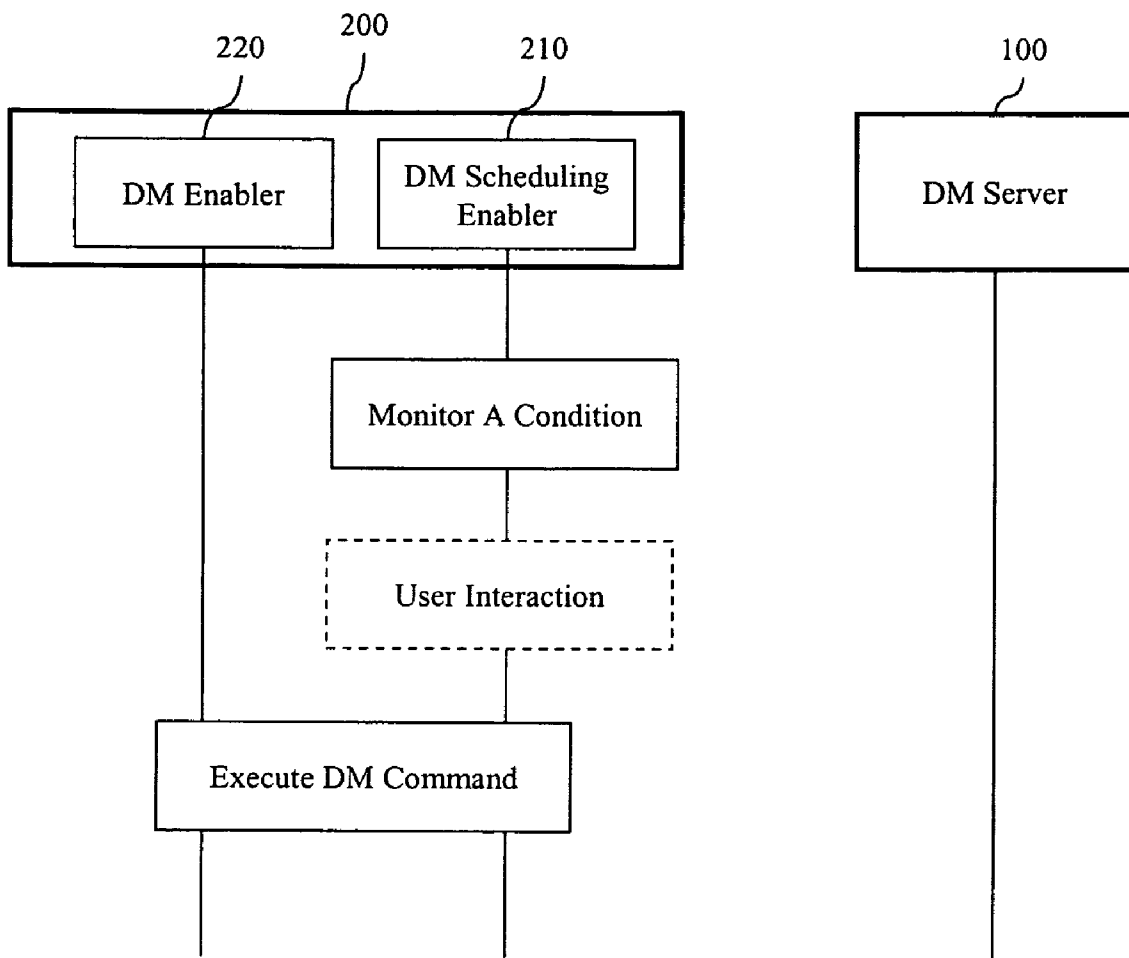 220
200
210
100
DM Enabler
DM Scheduling
Enabler
DM Server
Monitor A Condition
User Interaction
Execute DM Command